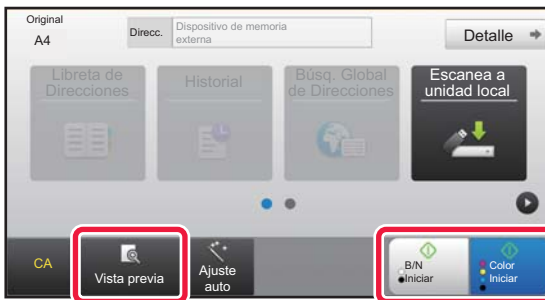 Original
A4
Direcc.
Dispositivo de memoria
externa
Detalle
Libreta de
Direcciones
Historial
Búsq. Global
de Direcciones
Escanea a
unidad local
CA
Vista previa
Ajuste
auto
B/N
Iniciar
Color
Iniciar